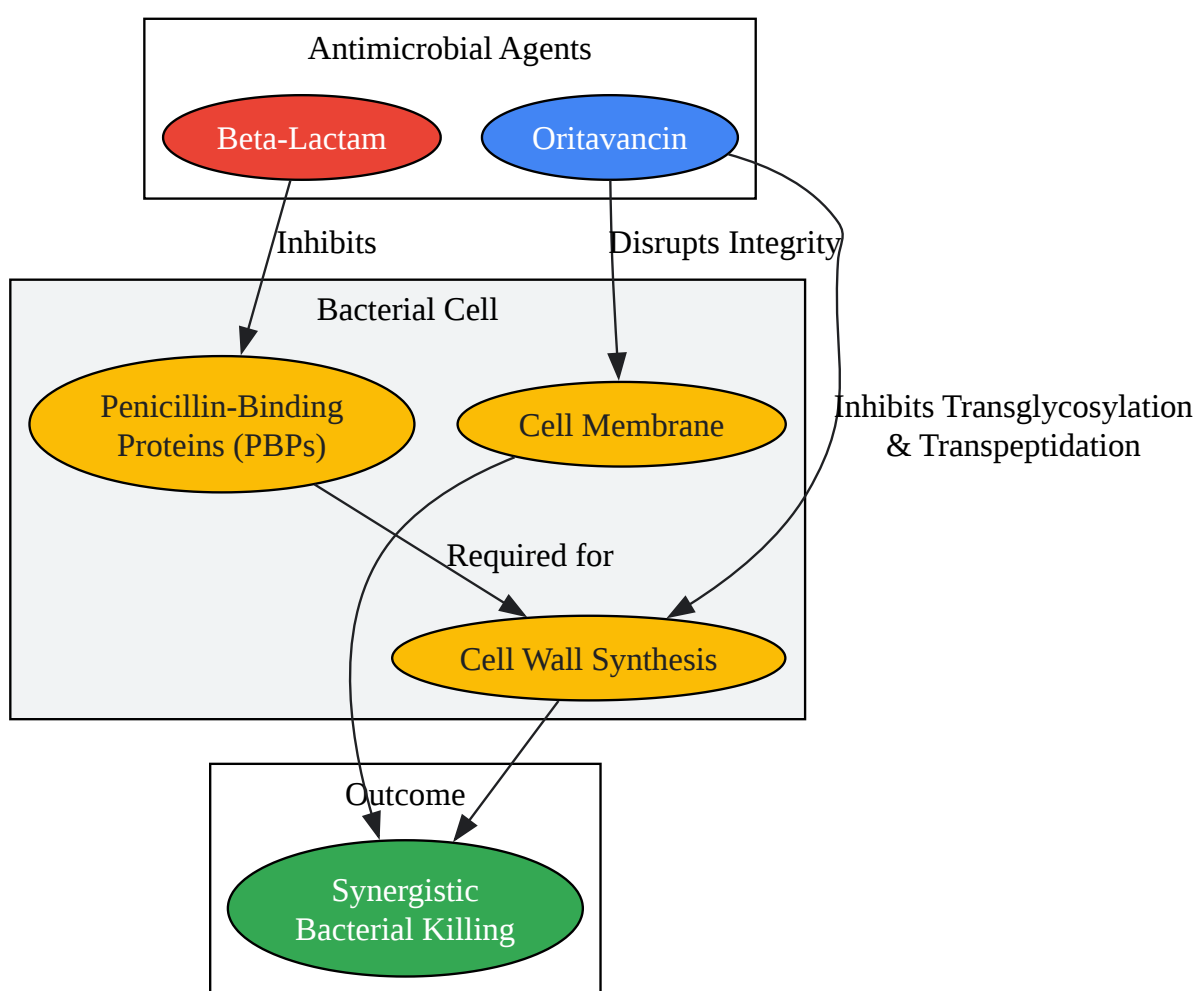 Antimicrobial Agents
Beta-Lactam
Oritavancin
Inhibits
Disrupts Integrity
Bacterial Cell
Penicillin-Binding
Proteins (PBPs)
Cell Membrane
Inhibits Transglycosylation
& Transpeptidation
Required for
Cell Wall Synthesis
Outcome
Synergistic
Bacterial Killing